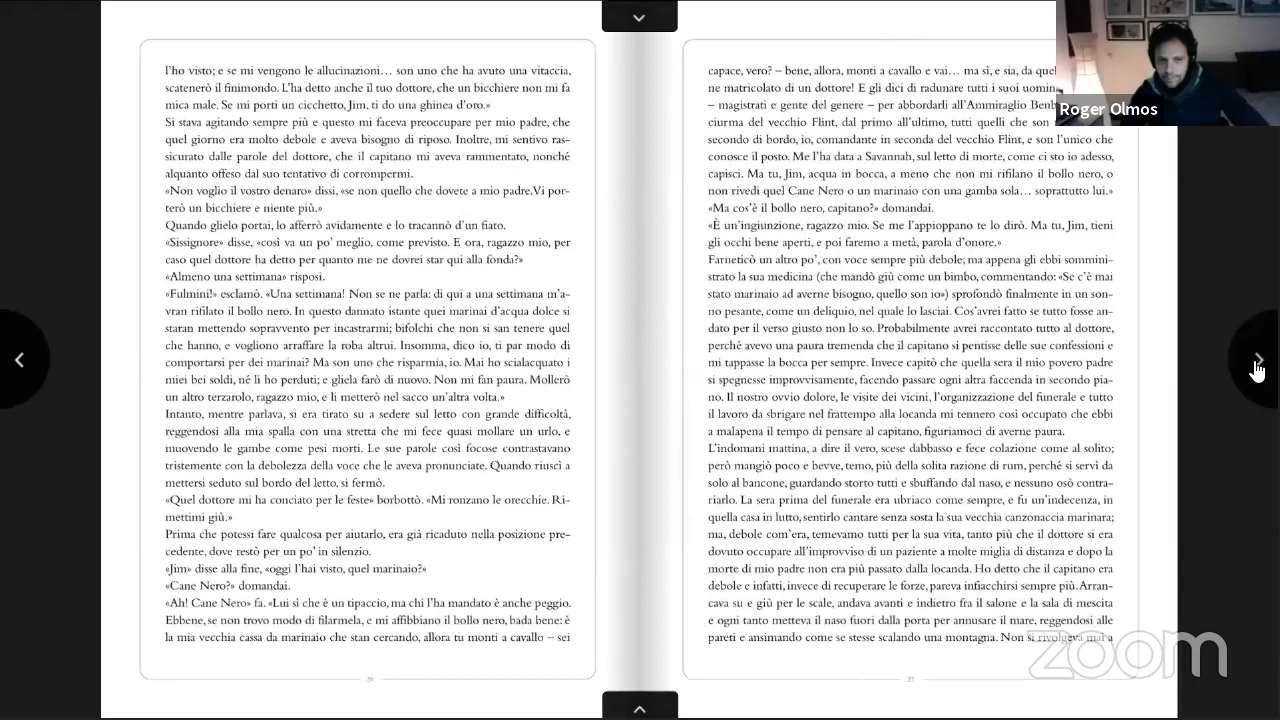 l'ho visto; e se mi vengono le allucinazioni… son uno che ha avuto una vitaccia,
scatenerò il finimondo. L'ha detto anche il tuo dottore, che un bicchiere non mi fa
mica male. Se mi porti un cicchetto, Jim, ti do una ghinea d'oro.»
Si stava agitando sempre più e questo mi faceva preoccupare per mio padre, che
quel giorno era molto debole e aveva bisogno di riposo. Inoltre, mi sentivo ras-
sicurato dalle parole del dottore, che il capitano mi aveva rammentato, nonché
alquanto offeso dal suo tentativo di corrompermi.
«Non voglio il vostro denaro» dissi, «se non quello che dovete a mio padre.Vi por-
terò un bicchiere e niente più.»
Quando glielo portai, lo afferrò avidamente e lo tracannò d'un fiato.
«Sissignore» disse, «così va un po' meglio, come previsto. E ora, ragazzo mio, per
caso quel dottore ha detto per quanto me ne dovrei star qui alla fonda?»
«Almeno una settimana» risposi.
«Fulmini!» esclamò. «Una settimana! Non se ne parla: di qui a una settimana m'a-
vran rifilato il bollo nero. In questo dannato istante quei marinai d'acqua dolce si
staran mettendo sopravvento per incastrarmi; bifolchi che non si san tenere quel
che hanno, e vogliono arraffare la roba altrui. Insomma, dico io, ti par modo di
comportarsi per dei marinai? Ma son uno che risparmia, io. Mai ho scialacquato i
miei bei soldi, né li ho perduti; e gliela farò di nuovo. Non mi fan paura. Mollerò
un altro terzarolo, ragazzo mio, e li metterò nel sacco un'altra volta.»
Intanto, mentre parlava, si era tirato su a sedere sul letto con grande difficoltà,
reggendosi alla mia spalla con una stretta che mi fece quasi mollare un urlo, e
muovendo le gambe come pesi morti. Le sue parole così focose contrastavano
tristemente con la debolezza della voce che le aveva pronunciate. Quando riuscì a
mettersi seduto sul bordo del letto, si fermò.
«Quel dottore mi ha conciato per le feste» borbottò. «Mi ronzano le orecchie. Ri-
mettimi giù.»
Prima che potessi fare qualcosa per aiutarlo, era già ricaduto nella posizione pre-
cedente, dove restò per un po' in silenzio.
«Jim» disse alla fine, «oggi l'hai visto, quel marinaio?»
«Cane Nero?» domandai.
«Ah! Cane Nero» fa. «Lui sì che è un tipaccio, ma chi l'ha mandato è anche peggio.
Ebbene, se non trovo modo di filarmela, e mi affibbiano il bollo nero, bada bene: è
la mia vecchia cassa da marinaio che stan cercando, allora tu monti a cavallo – sei
26
capace, vero? – bene, allora, monti a cavallo e vai… ma sì, e sia, da quel
ne matricolato di un dottore! E gli dici di radunare tutti i suoi uomin
– magistrati e gente del genere – per abbordarli all'Ammiraglio Benb
ciurma del vecchio Flint, dal primo all'ultimo, tutti quelli che son
secondo di bordo, io, comandante in seconda del vecchio Flint, e son l'unico che
conosce il posto. Me l'ha data a Savannah, sul letto di morte, come ci sto io adesso,
capisci. Ma tu, Jim, acqua in bocca, a meno che non mi rifilano il bollo nero, o
non rivedi quel Cane Nero o un marinaio con una gamba sola… soprattutto lui.»
«Ma cos'è il bollo nero, capitano?» domandai.
«È un'ingiunzione, ragazzo mio. Se me l'appioppano te lo dirò. Ma tu, Jim, tieni
gli occhi bene aperti, e poi faremo a metà, parola d'onore.»
Farneticò un altro po', con voce sempre più debole; ma appena gli ebbi sommini-
strato la sua medicina (che mandò giù come un bimbo, commentando: «Se c'è mai
stato marinaio ad averne bisogno, quello son io») sprofondò finalmente in un son-
no pesante, come un deliquio, nel quale lo lasciai. Cos'avrei fatto se tutto fosse an-
dato per il verso giusto non lo so. Probabilmente avrei raccontato tutto al dottore,
perché avevo una paura tremenda che il capitano si pentisse delle sue confessioni e
mi tappasse la bocca per sempre. Invece capitò che quella sera il mio povero padre
si spegnesse improvvisamente, facendo passare ogni altra faccenda in secondo pia-
no. Il nostro ovvio dolore, le visite dei vicini, l'organizzazione del funerale e tutto
il lavoro da sbrigare nel frattempo alla locanda mi tennero così occupato che ebbi
a malapena il tempo di pensare al capitano, figuriamoci di averne paura.
L'indomani mattina, a dire il vero, scese dabbasso e fece colazione come al solito;
però mangiò poco e bevve, temo, più della solita razione di rum, perché si servì da
solo al bancone, guardando storto tutti e sbuffando dal naso, e nessuno osò contra-
riarlo. La sera prima del funerale era ubriaco come sempre, e fu un'indecenza, in
quella casa in lutto, sentirlo cantare senza sosta la sua vecchia canzonaccia marinara;
ma, debole com'era, temevamo tutti per la sua vita, tanto più che il dottore si era
dovuto occupare all'improvviso di un paziente a molte miglia di distanza e dopo la
morte di mio padre non era più passato dalla locanda. Ho detto che il capitano era
debole e infatti, invece di recuperare le forze, pareva infiacchirsi sempre più. Arran-
cava su e giù per le scale, andava avanti e indietro fra il salone e la sala di mescita
e ogni tanto metteva il naso fuori dalla porta per annusare il mare, reggendosi alle
pareti e ansimando come se stesse scalando una montagna. Non si rivolgeva mai a
27
Roger Olmos
zoom